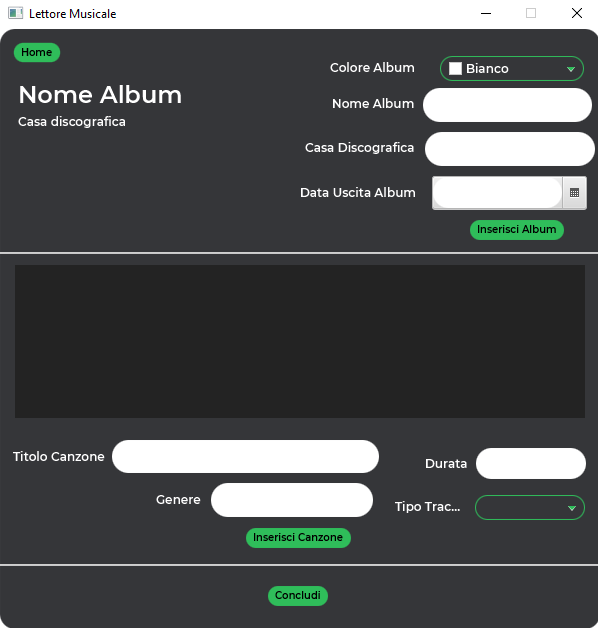 Lettore Musicale
Home
Colore Album
Bianco
Nome Album
Nome Album
Casa discografica
Casa Discografica
Data Uscita Album
Inserisci Album
Titolo Canzone
Durata
Genere
Tipo Trac...
Inserisci Canzone
Concludi